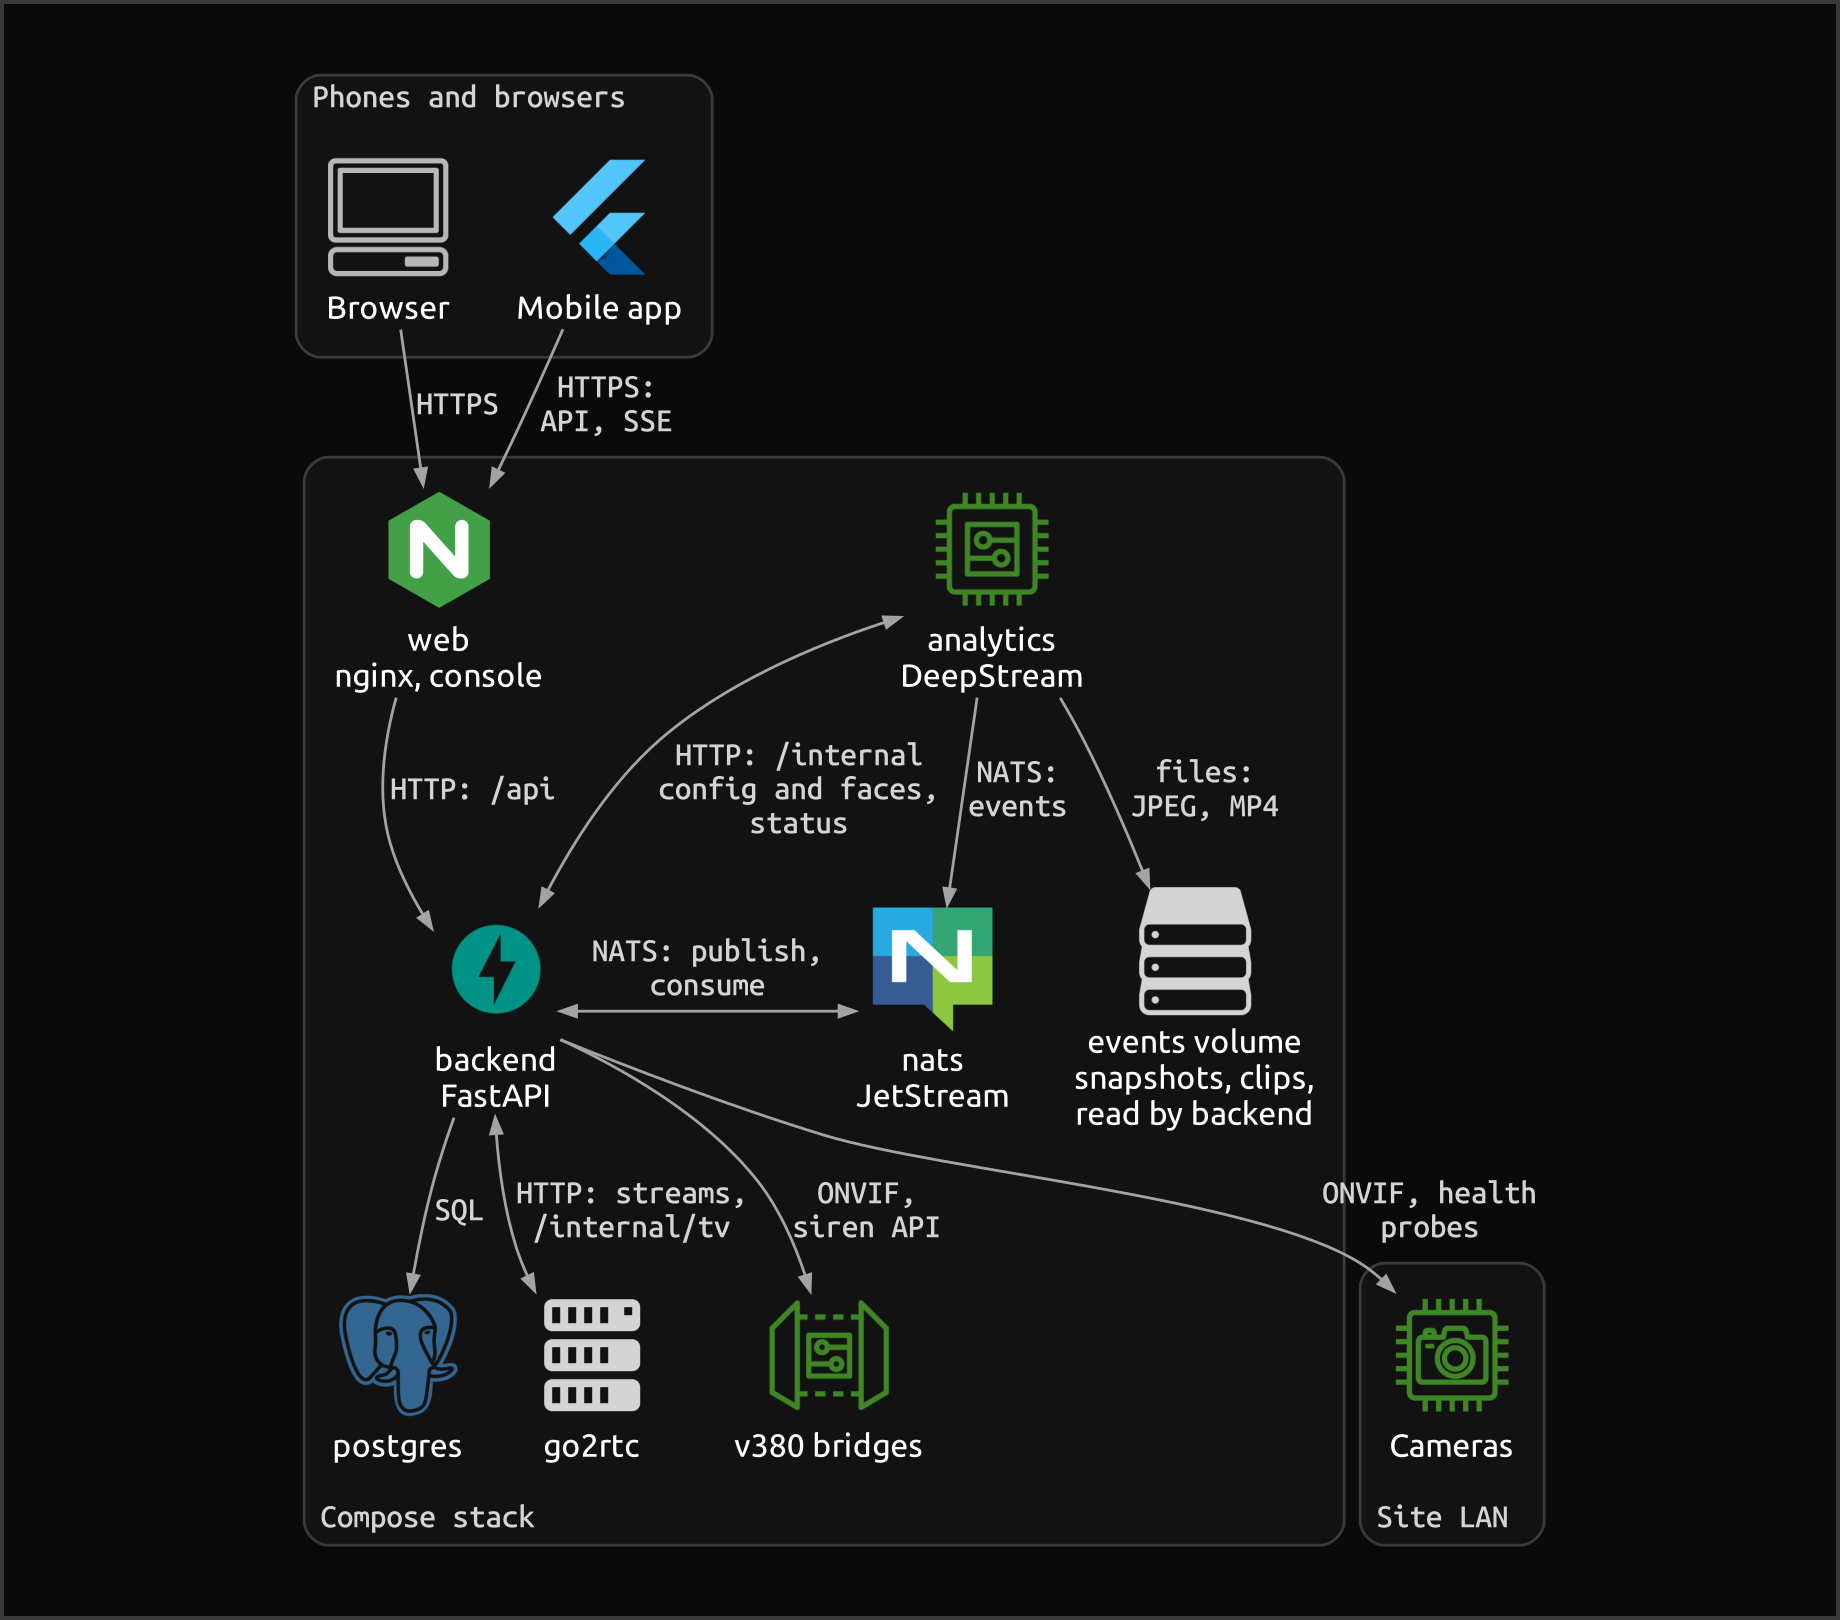 Phones and browsers
Browser
Mobile app
HTTPS
HTTPS:
API, SSE
web
nginx, console
analytics
DeepStream
HTTP: /api
HTTP: /internal
config and faces,
status
NATS:
events
files:
JPEG, MP4
NATS: publish,
consume
backend
FastAPI
nats
JetStream
events volume
snapshots, clips,
read by backend
SQL
HTTP: streams,
/internal/tv
ONVIF,
siren API
ONVIF, health
probes
postgres
go2rtc
v380 bridges
Cameras
Compose stack
Site LAN